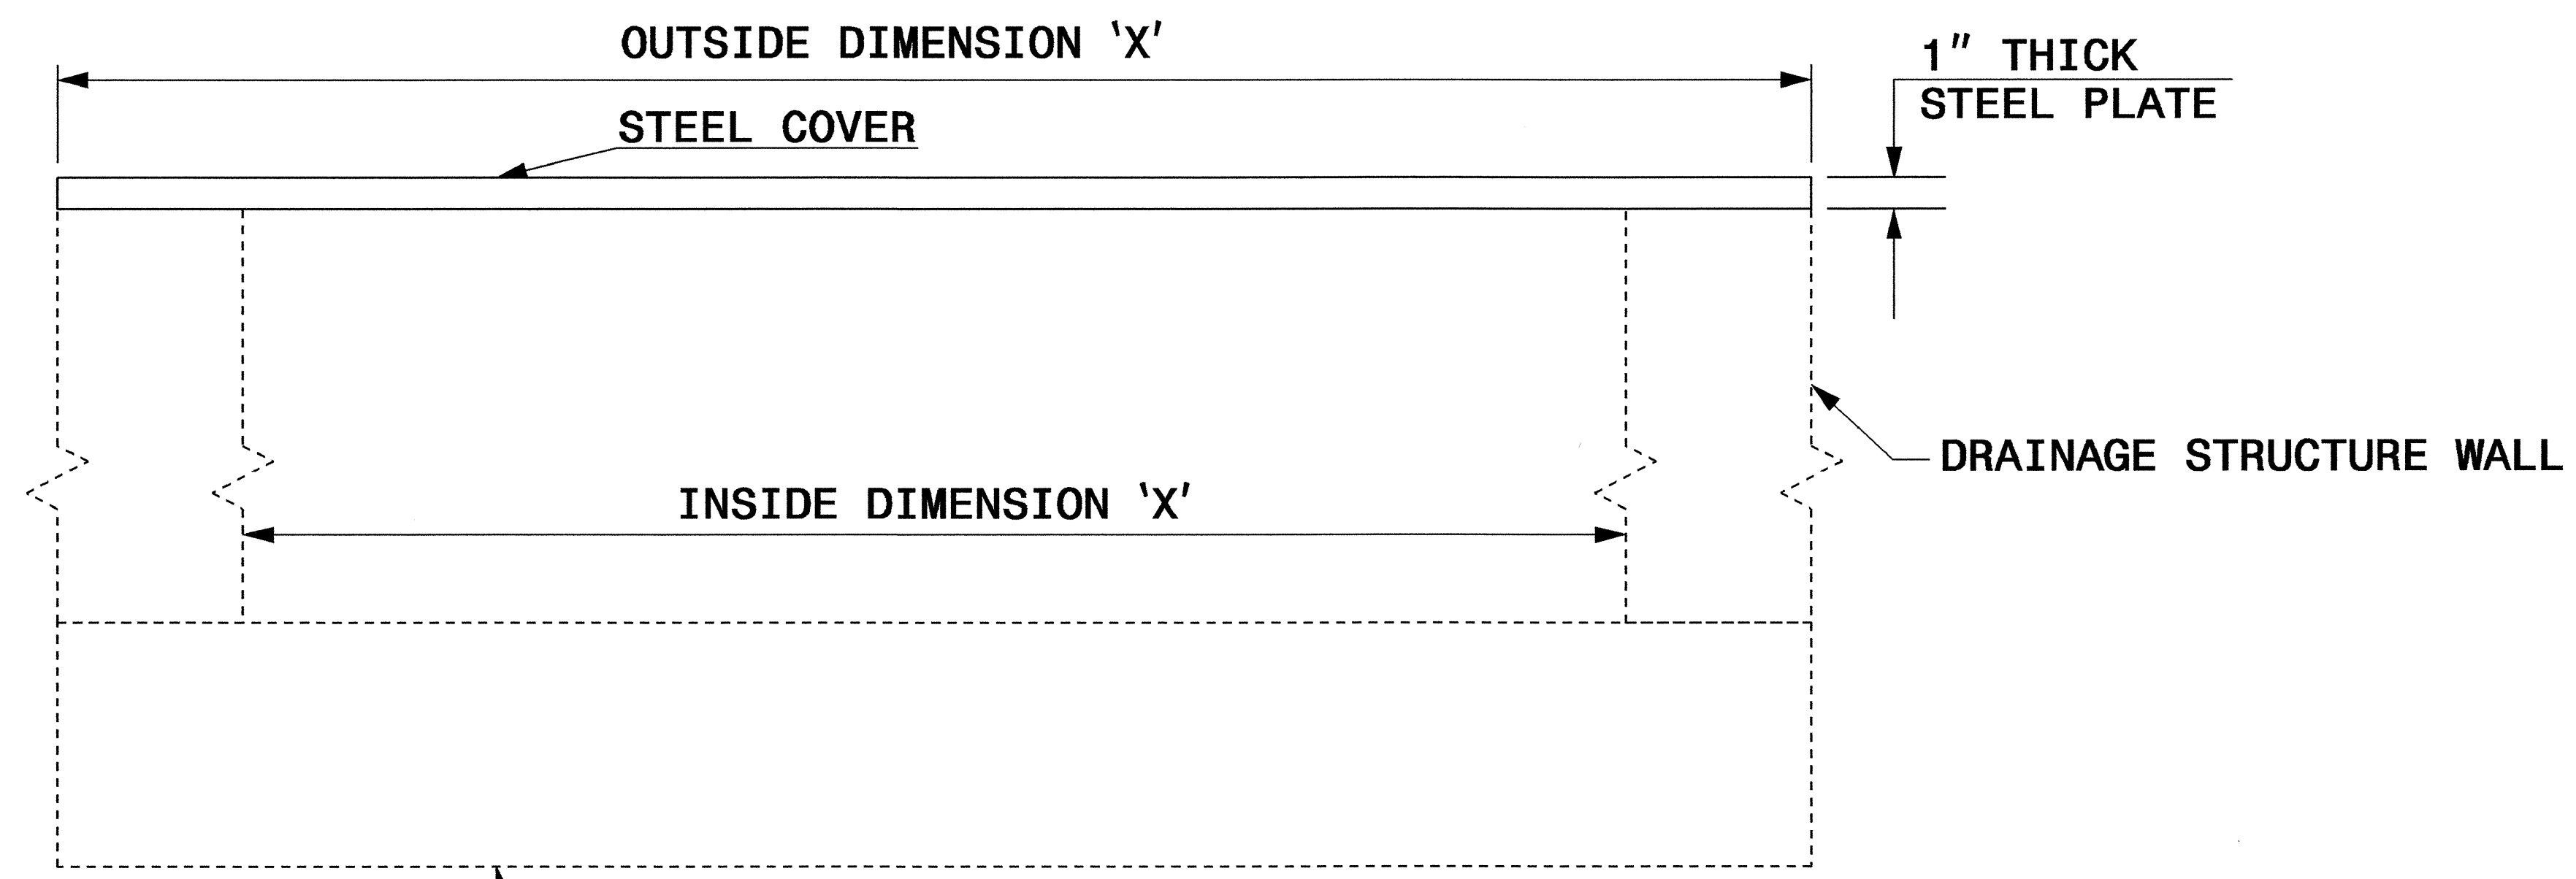 OUTSIDE DIMENSION 'X'
1" THICK
STEEL PLATE
STEEL COVER
DRAINAGE STRUCTURE WALL
INSIDE DIMENSION 'X'